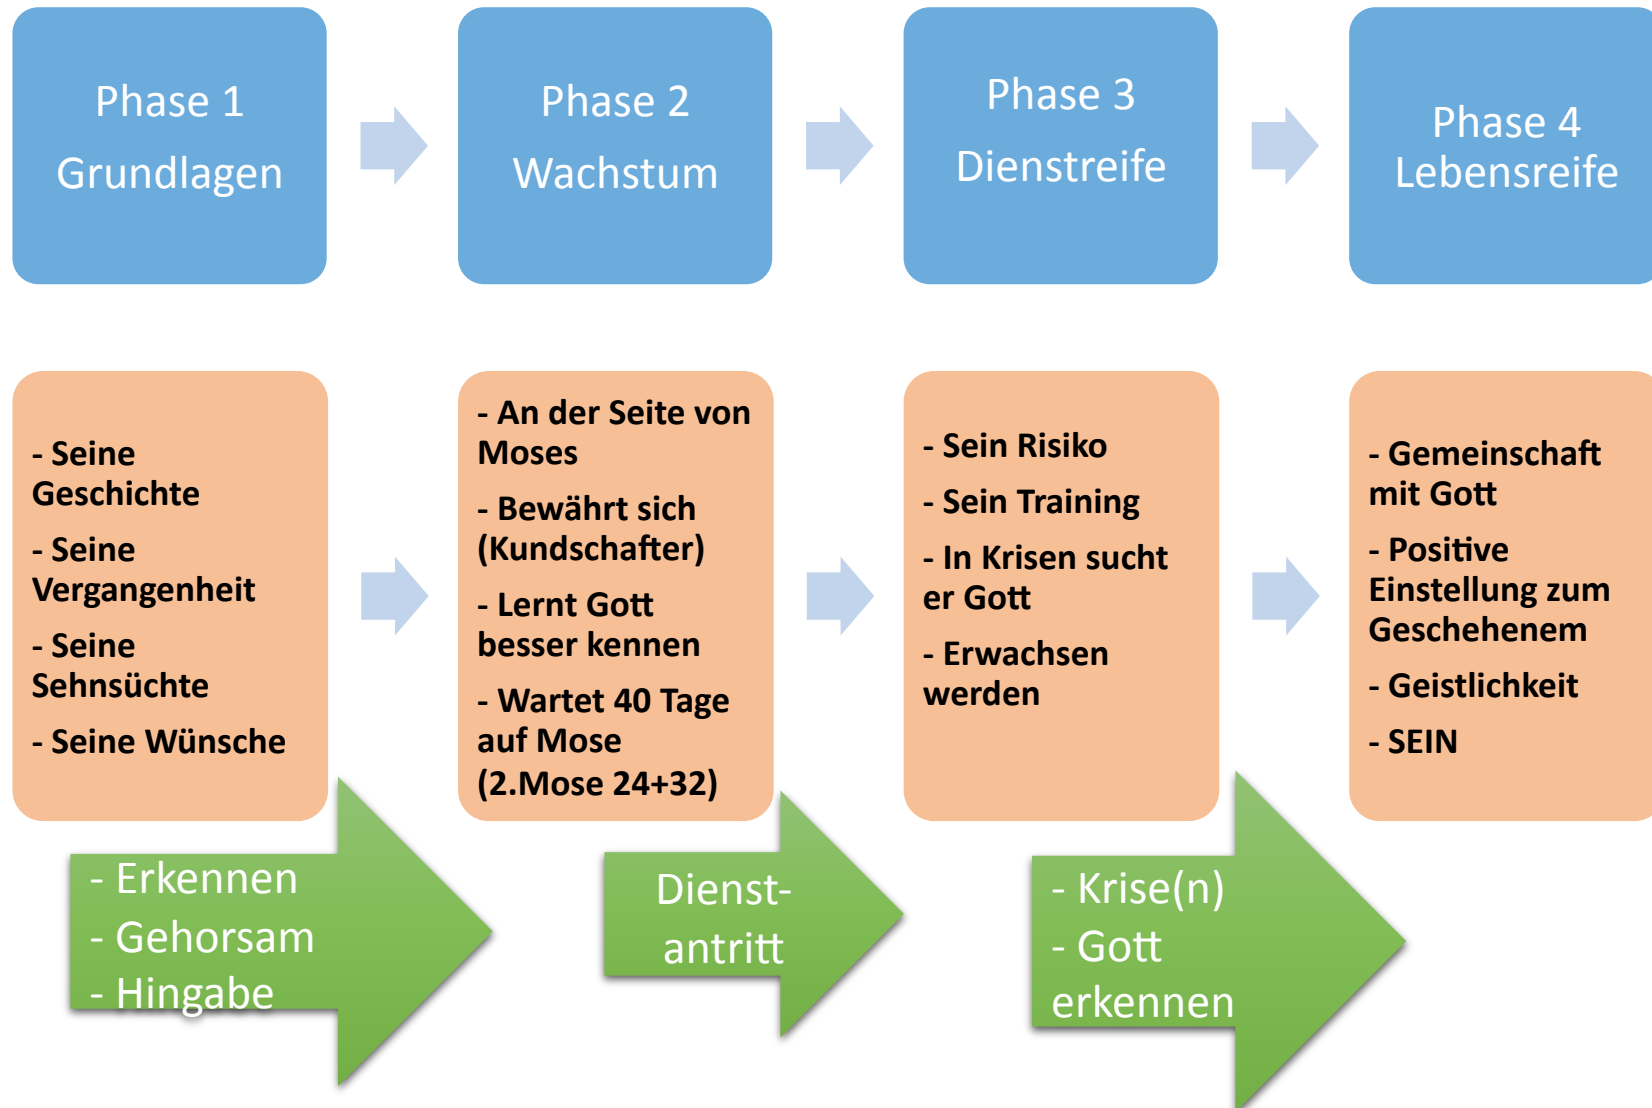 Phase 1
Grundlagen
Phase 2
Wachstum
Phase 3
Dienstreife
Phase 4
Lebensreife
- Seine
Geschichte
- Seine
Vergangenheit
- Seine
Sehnsüchte
- Seine Wünsche
- An der Seite von
Moses
- Bewährt sich
(Kundschafter)
- Lernt Gott
besser kennen
- Wartet 40 Tage
auf Mose
(2.Mose 24+32)
- Sein Risiko
- Sein Training
- In Krisen sucht
er Gott
- Erwachsen
werden
- Gemeinschaft
mit Gott
- Positive
Einstellung zum
Geschehenem
- Geistlichkeit
- SEIN
- Erkennen
- Gehorsam
- Hingabe
Dienst-
antritt
- Krise(n)
- Gott
erkennen